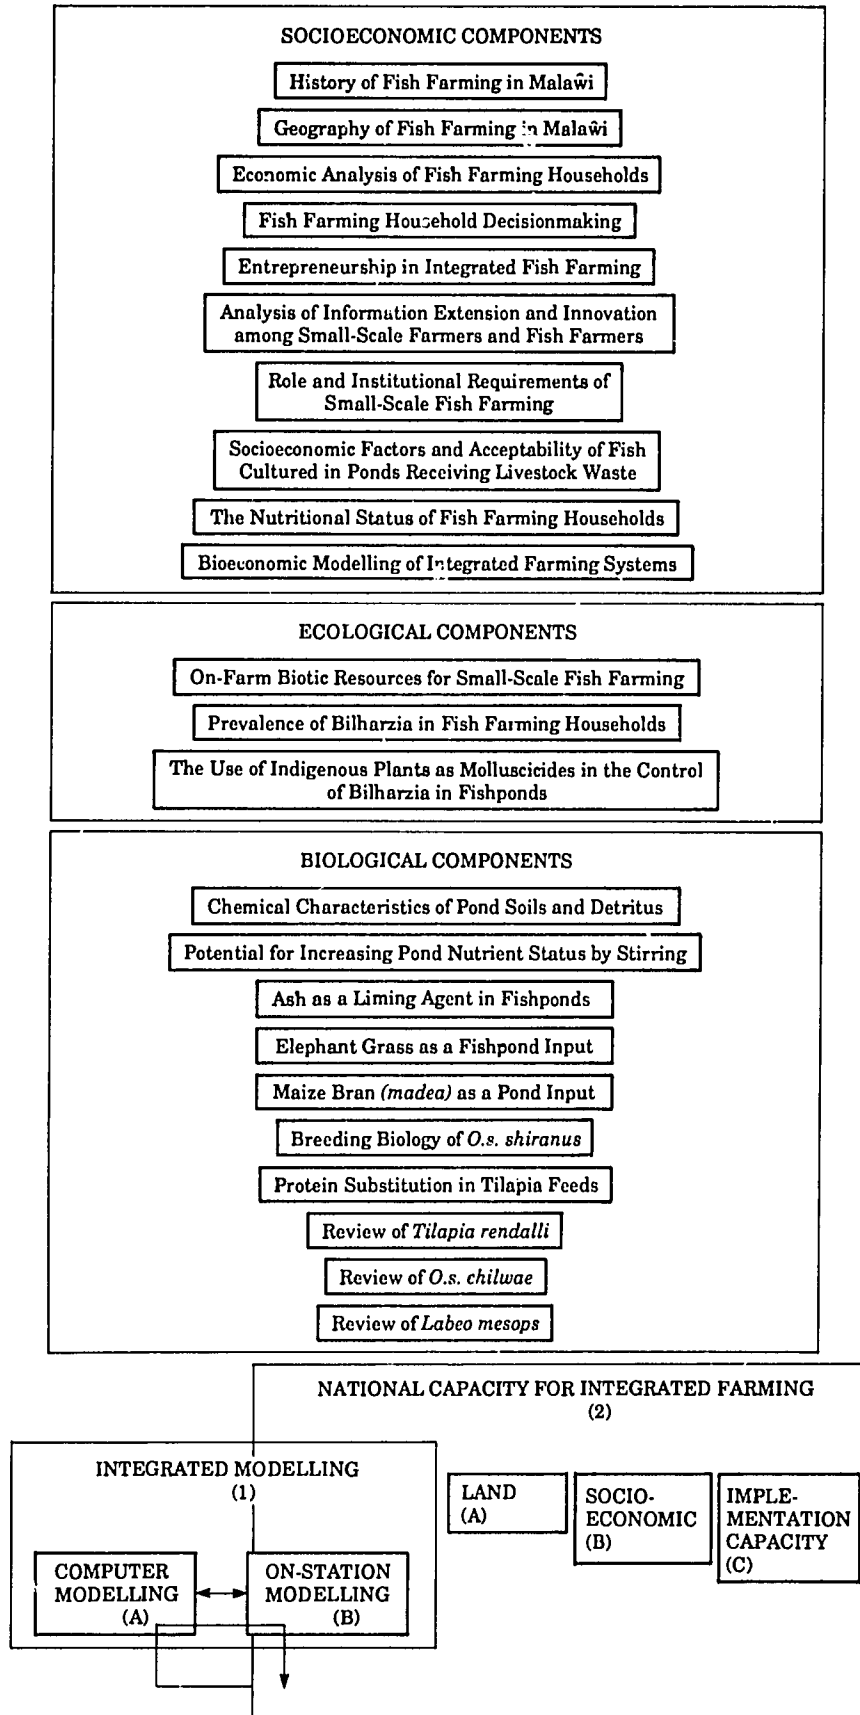 SOCIOECONOMIC COMPONENTS
History of Fish Farming in Malaŵi
Geography of Fish Farming in Malaŵi
Economic Analysis of Fish Farming Households
Fish Farming Household Decisionmaking
Entrepreneurship in Integrated Fish Farming
Analysis of Information Extension and Innovation
among Small-Scale Farmers and Fish Farmers
Role and Institutional Requirements of
Small-Scale Fish Farming
Socioeconomic Factors and Acceptability of Fish
Cultured in Ponds Receiving Livestock Waste
The Nutritional Status of Fish Farming Households
Bioeconomic Modelling of Integrated Farming Systems
ECOLOGICAL COMPONENTS
On-Farm Biotic Resources for Small-Scale Fish Farming
Prevalence of Bilharzia in Fish Farming Households
The Use of Indigenous Plants as Molluscicides in the Control
of Bilharzia in Fishponds
BIOLOGICAL COMPONENTS
Chemical Characteristics of Pond Soils and Detritus
Potential for Increasing Pond Nutrient Status by Stirring
Ash as a Liming Agent in Fishponds
Elephant Grass as a Fishpond Input
Maize Bran (madea) as a Pond Input
Breeding Biology of O.s. shiranus
Protein Substitution in Tilapia Feeds
Review of Tilapia rendalli
Review of O.s. chilwae
Review of Labeo mesops
NATIONAL CAPACITY FOR INTEGRATED FARMING
(2)
INTEGRATED MODELLING
(1)
COMPUTER
MODELLING
(A)
ON-STATION
MODELLING
(B)
LAND
(A)
SOCIO-
ECONOMIC
(B)
IMPLE-
MENTATION
CAPACITY
(C)